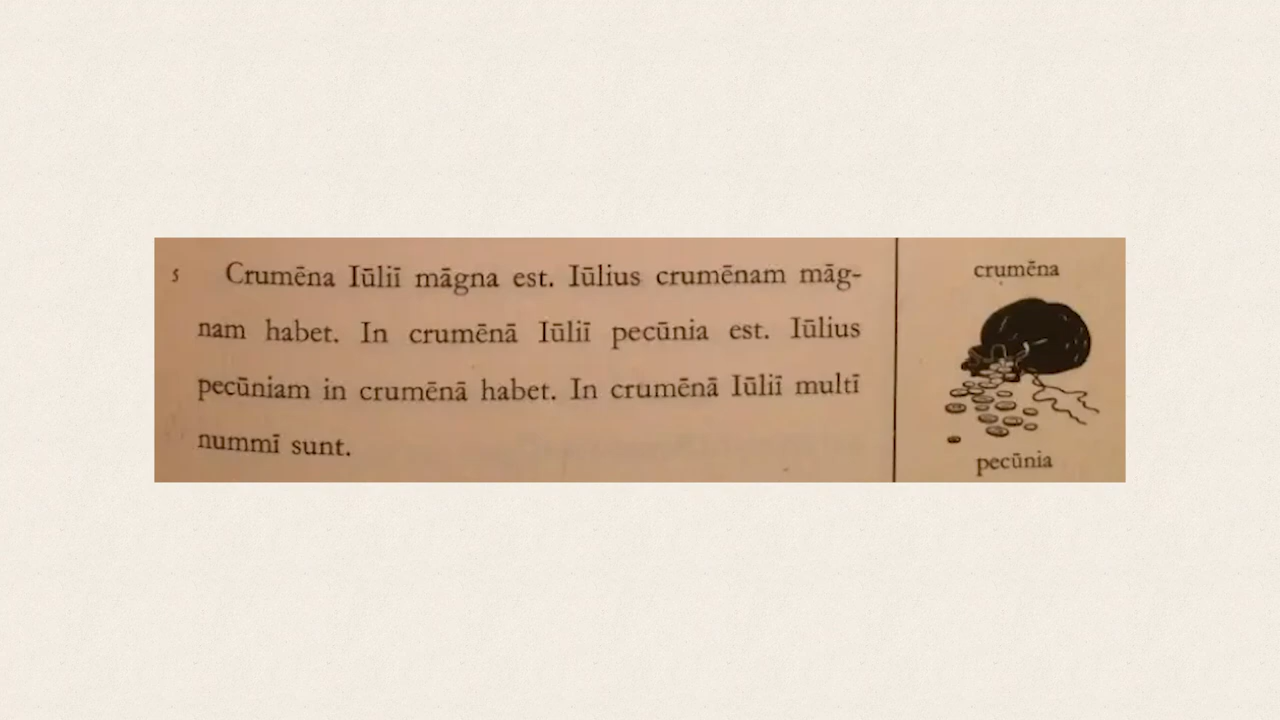 5 Crumēna Iūliī māgna est. Iūlius crumēnam māg-
nam habet. In crumēnā Iūliī pecūnia est. Iūlius
pecūniam in crumēnā habet. In crumēnā Iūliī multī
nummī sunt.
crumēna
pecūnia